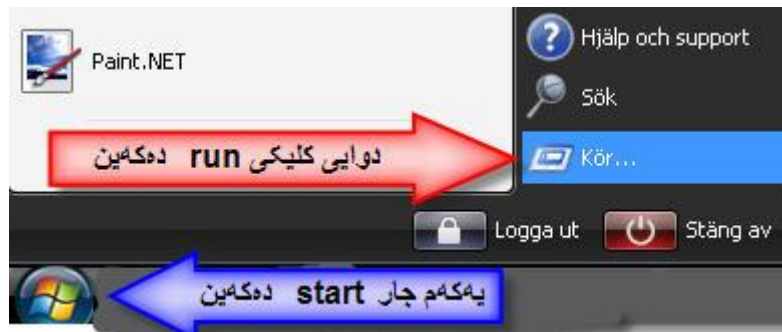 Paint.NET
Hjälp och support
Sök
دوایی کلیکی run دەکەین
Kör...
Logga ut
Stäng av
یەکەم جار start دەکەین